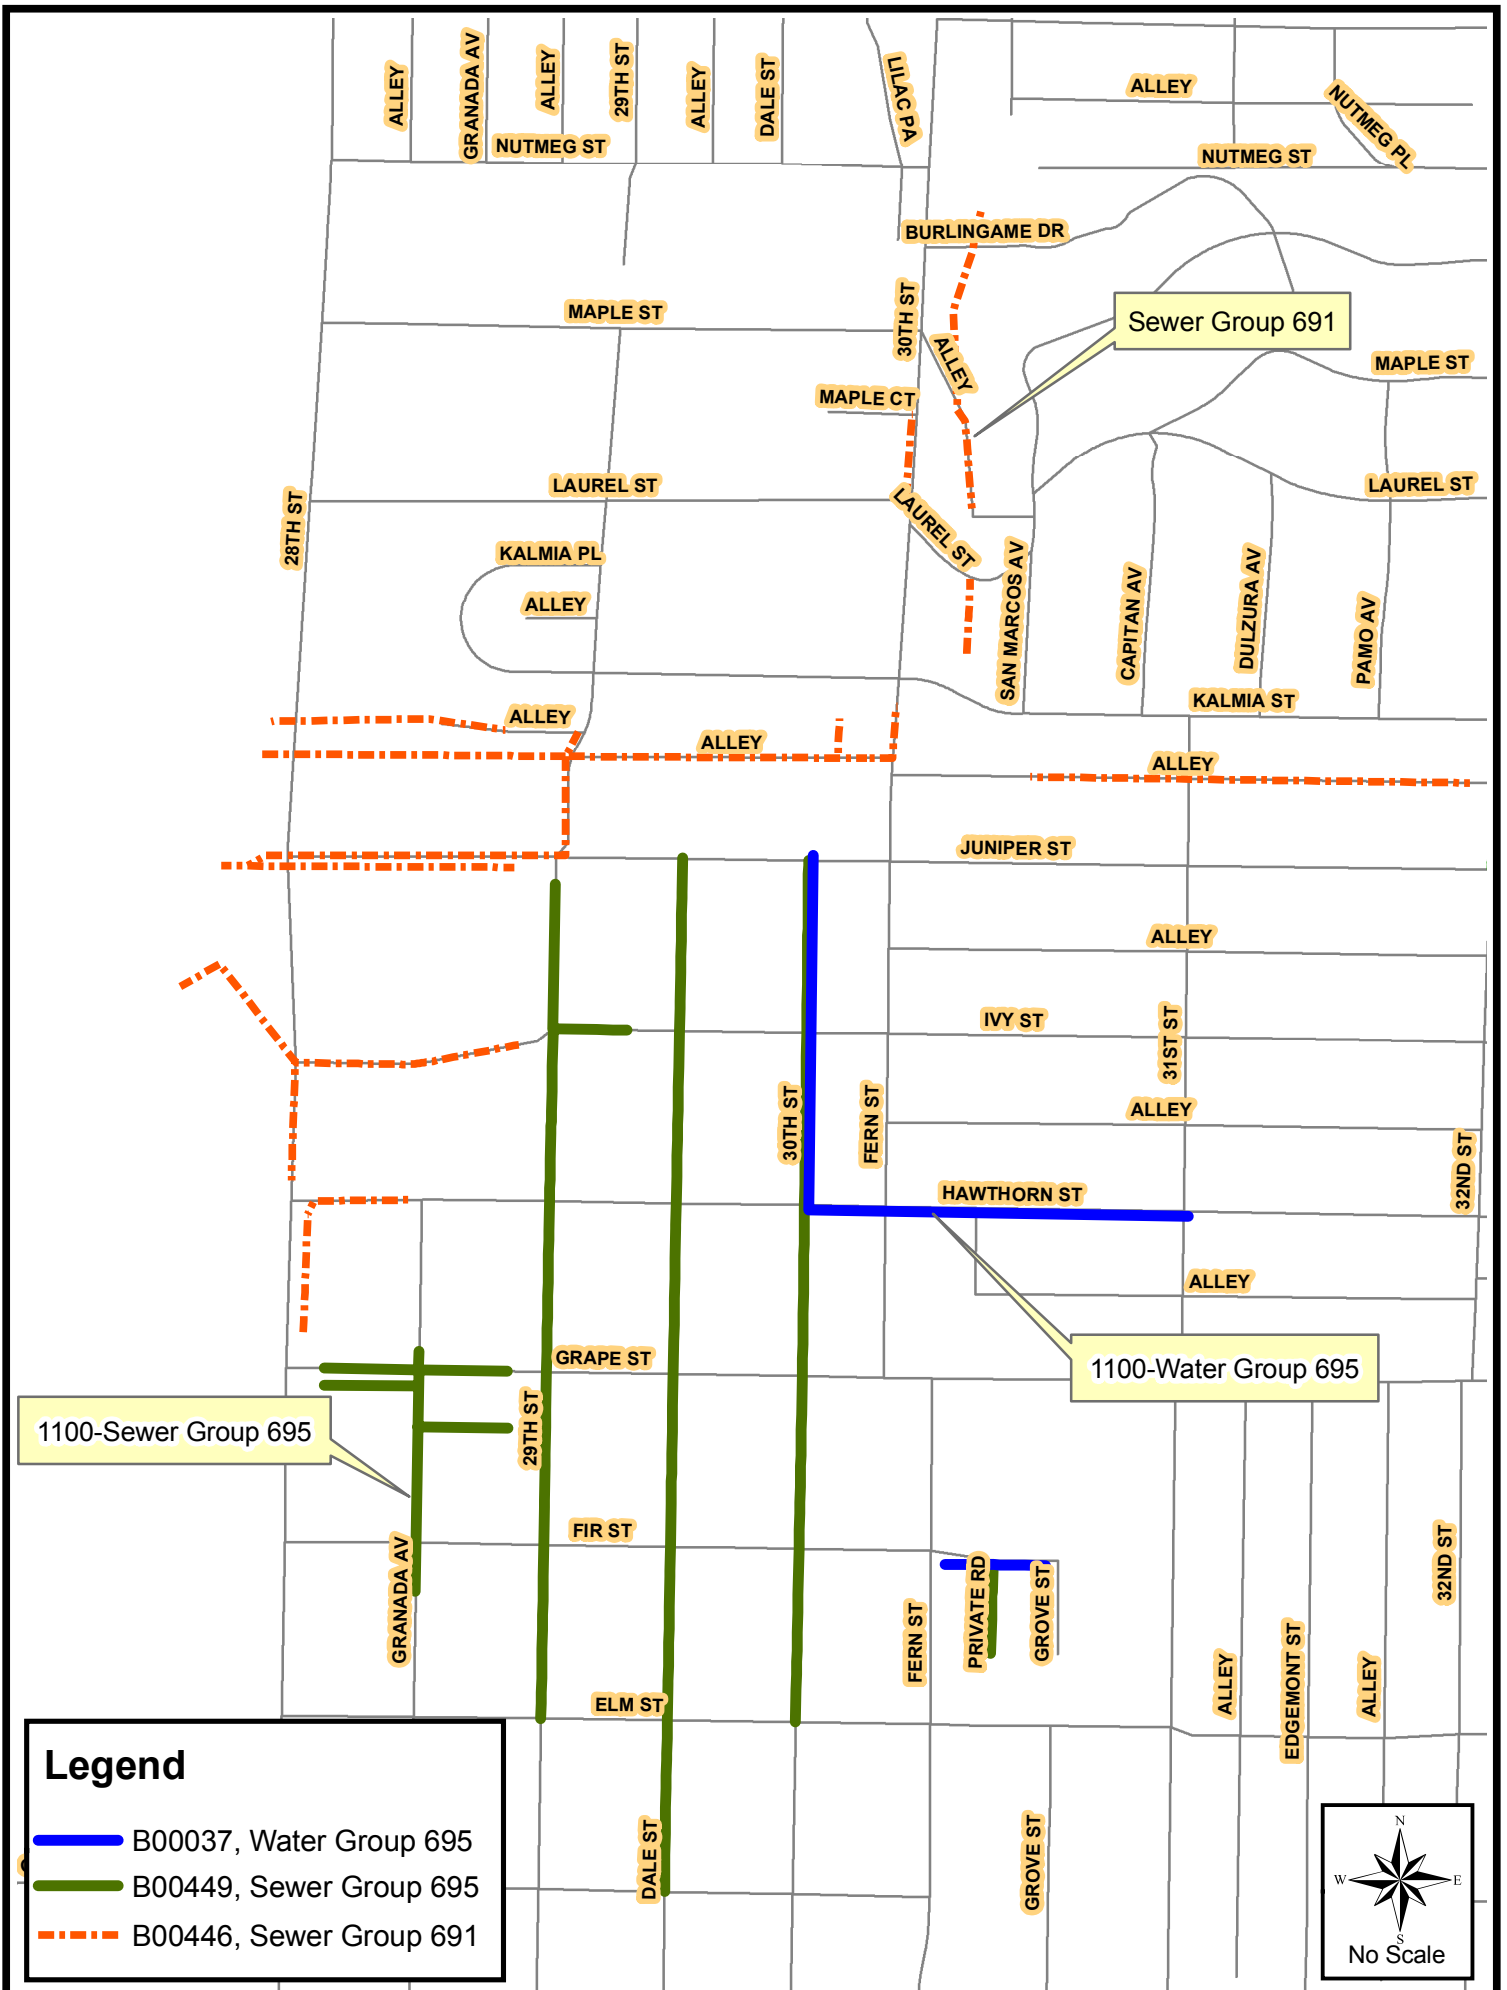 ALLEY
GRANADA AV
ALLEY
29TH ST
ALLEY
DALE ST
LILAC PA
ALLEY
NUTMEG PL
NUTMEG ST
NUTMEG ST
BURLINGAME DR
MAPLE ST
30TH ST
Sewer Group 691
ALLEY
MAPLE ST
MAPLE CT
LAUREL ST
LAUREL ST
28TH ST
LAUREL ST
KALMIA PL
ALLEY
SAN MARCOS AV
CAPITAN AV
DULZURA AV
PAMO AV
KALMIA ST
ALLEY
ALLEY
ALLEY
JUNIPER ST
ALLEY
IVY ST
31ST ST
30TH ST
FERN ST
ALLEY
32ND ST
HAWTHORN ST
ALLEY
GRAPE ST
1100-Water Group 695
1100-Sewer Group 695
29TH ST
FIR ST
GRANADA AV
PRIVATE RD
GROVE ST
FERN ST
32ND ST
ALLEY
EDGEMONT ST
ALLEY
ELM ST
DALE ST
GROVE ST
Legend
B00037, Water Group 695
B00449, Sewer Group 695
B00446, Sewer Group 691
N
W
E
S
No Scale